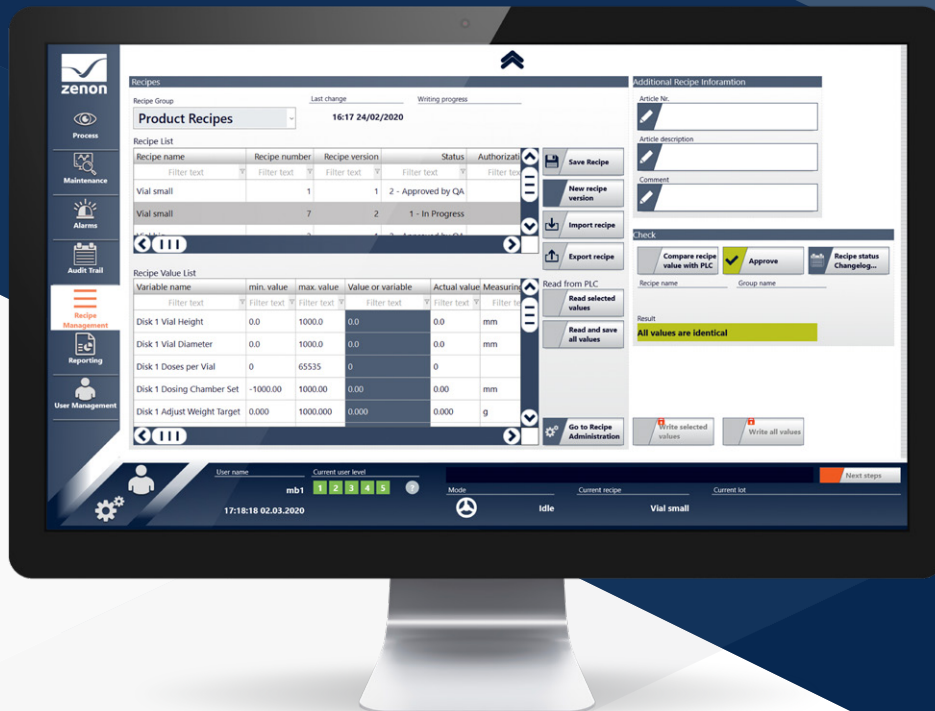 zenon
Process
Maintenance
Alarms
Audit Trail
Recipe
Management
Reporting
User Management
Recipes
Recipe Group
Last change
Writing progress
Product Recipes
16:17 24/02/2020
Recipe List
Recipe name Recipe number Recipe version Status Authorizati
Filter text Filter text Filter text Filter text Filter tex
Vial small 1 1 2 - Approved by QA
Vial small 7 2 1 - In Progress
Save Recipe
New recipe
version
Import recipe
Export recipe
Recipe Value List
Variable name min. value max. value Value or variable Actual value Measurin
Filter text Filter text Filter text Filter text Filter text Filter te
Disk 1 Vial Height 0.0 1000.0 0.0 0.0 mm
Disk 1 Vial Diameter 0.0 1000.0 0.0 0.0 mm
Disk 1 Doses per Vial 0 65535 0 0
Disk 1 Dosing Chamber Set -1000.00 1000.00 0.00 0.00 mm
Disk 1 Adjust Weight Target 0.000 1000.000 0.000 0.000 g
Read from PLC
Read selected
values
Read and save
all values
Go to Recipe
Administration
Additional Recipe Inforamtion
Article Nr.
Article description
Comment
Check
Compare recipe
value with PLC
Approve
Recipe status
Changelog...
Recipe name Group name
Result
All values are identical
Write selected
values
Write all values
User name Current user level
mb1 1 2 3 4 5 ?
17:18:18 02.03.2020
Mode Current recipe Current lot
Idle Vial small
Next steps